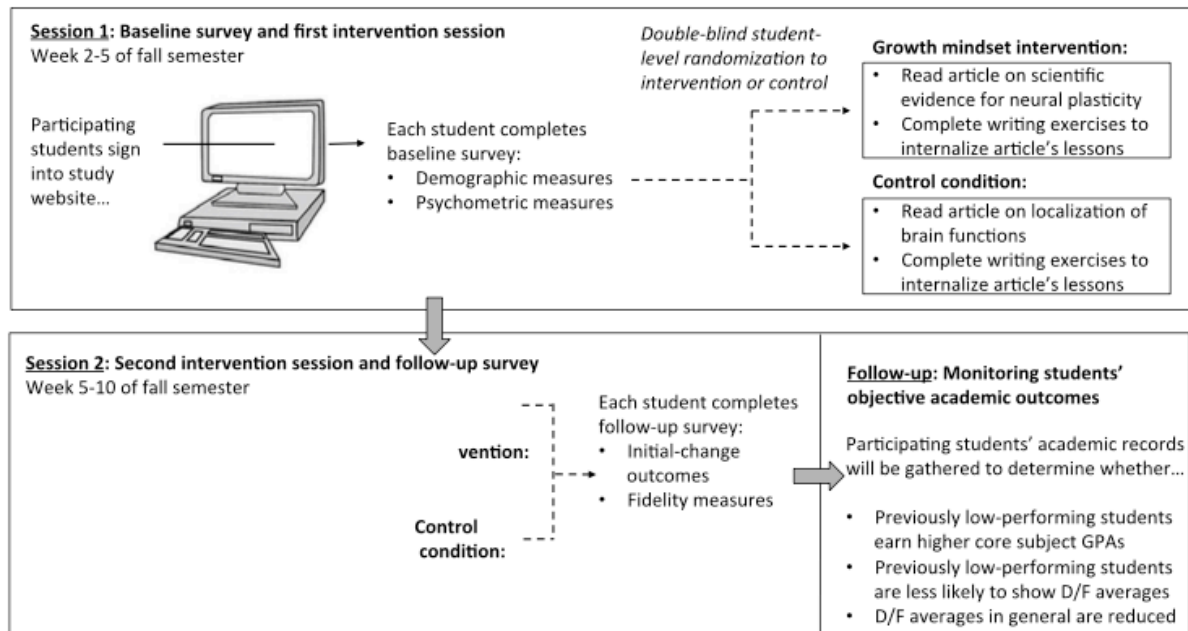 Session 1: Baseline survey and first intervention session
Week 2-5 of fall semester
Participating
students sign
into study
website…
Each student completes
baseline survey:
• Demographic measures
• Psychometric measures
Double-blind student-
level randomization to
intervention or control
Growth mindset intervention:
• Read article on scientific
evidence for neural plasticity
• Complete writing exercises to
internalize article’s lessons
Control condition:
• Read article on localization of
brain functions
• Complete writing exercises to
internalize article’s lessons
Session 2: Second intervention session and follow-up survey
Week 5-10 of fall semester
vention:
Control
condition:
Each student completes
follow-up survey:
• Initial-change
outcomes
• Fidelity measures
Follow-up: Monitoring students’
objective academic outcomes
Participating students’ academic records
will be gathered to determine whether…
• Previously low-performing students
earn higher core subject GPAs
• Previously low-performing students
are less likely to show D/F averages
• D/F averages in general are reduced